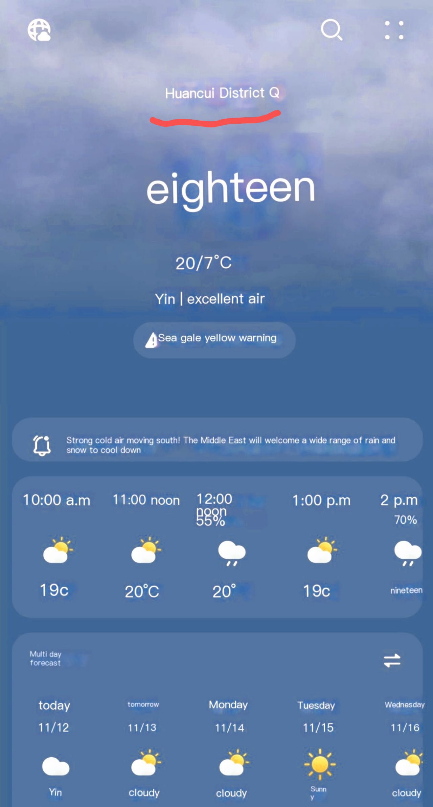 Huancui District Q
eighteen
20/7°C
Yin | excellent air
Sea gale yellow warning
Strong cold air moving south! The Middle East will welcome a wide range of rain and
snow to cool down
10:00 a.m
11:00 noon
12:00
noon
1:00 p.m
2 p.m
55%
70%
19c
20°C
20°
19c
nineteen
Multi day
forecast
today
tomorrow
Monday
Tuesday
Wednesday
11/12
11/13
11/14
11/15
11/16
Yin
cloudy
cloudy
Sunn
y
cloudy